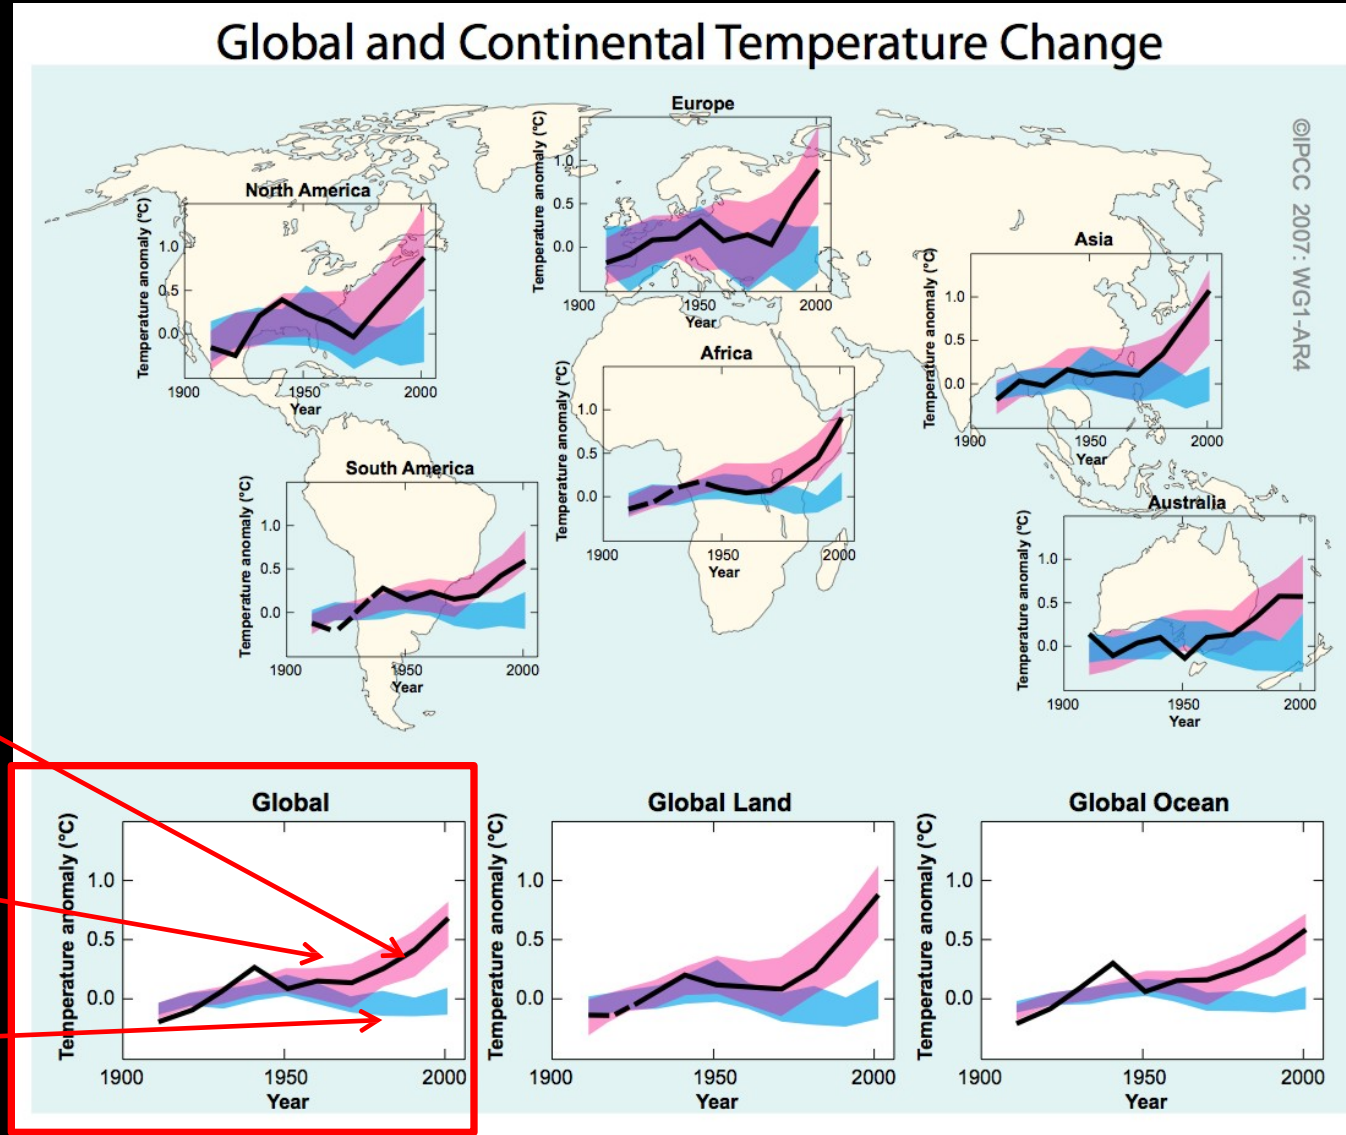 Global and Continental Temperature Change
©IPCC 2007: WG1-AR4
Europe
Temperature anomaly (°C)
1.0
0.5
0.0
1900
1950
2000
Year
North America
Temperature anomaly (°C)
1.0
0.5
0.0
1900
1950
2000
Year
Asia
Temperature anomaly (°C)
1.0
0.5
0.0
1900
1950
2000
Year
Africa
Temperature anomaly (°C)
1.0
0.5
0.0
1900
1950
2000
Year
South America
Temperature anomaly (°C)
1.0
0.5
0.0
1900
1950
2000
Year
Australia
Temperature anomaly (°C)
1.0
0.5
0.0
1900
1950
2000
Year
Global
Temperature anomaly (°C)
1.0
0.5
0.0
1900
1950
2000
Year
Global Land
Temperature anomaly (°C)
1.0
0.5
0.0
1900
1950
2000
Year
Global Ocean
Temperature anomaly (°C)
1.0
0.5
0.0
1900
1950
2000
Year